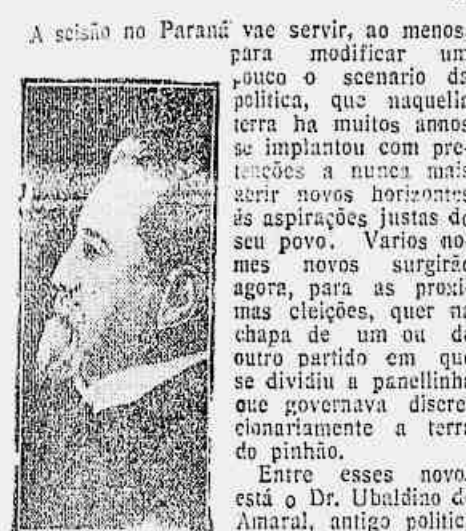 A scisão no Paraná vae servir, ao menos
para modificar um
pouco o scenario da
politica, que naquella
terra ha muitos annos
se implantou com pre-
tenções a nunca mais
abrir novos horizontes
ás aspirações justas do
seu povo. Varios no-
mes novos surgirão
agora, para as proxi-
mas eleições, quer na
chapa de um ou de
outro partido em que
se dividiu a panellinha
que governava discre-
cionariamente a terra
do pinhão.
Entre esses novos
está o Dr. Ubaldino d
Amaral, antigo politic